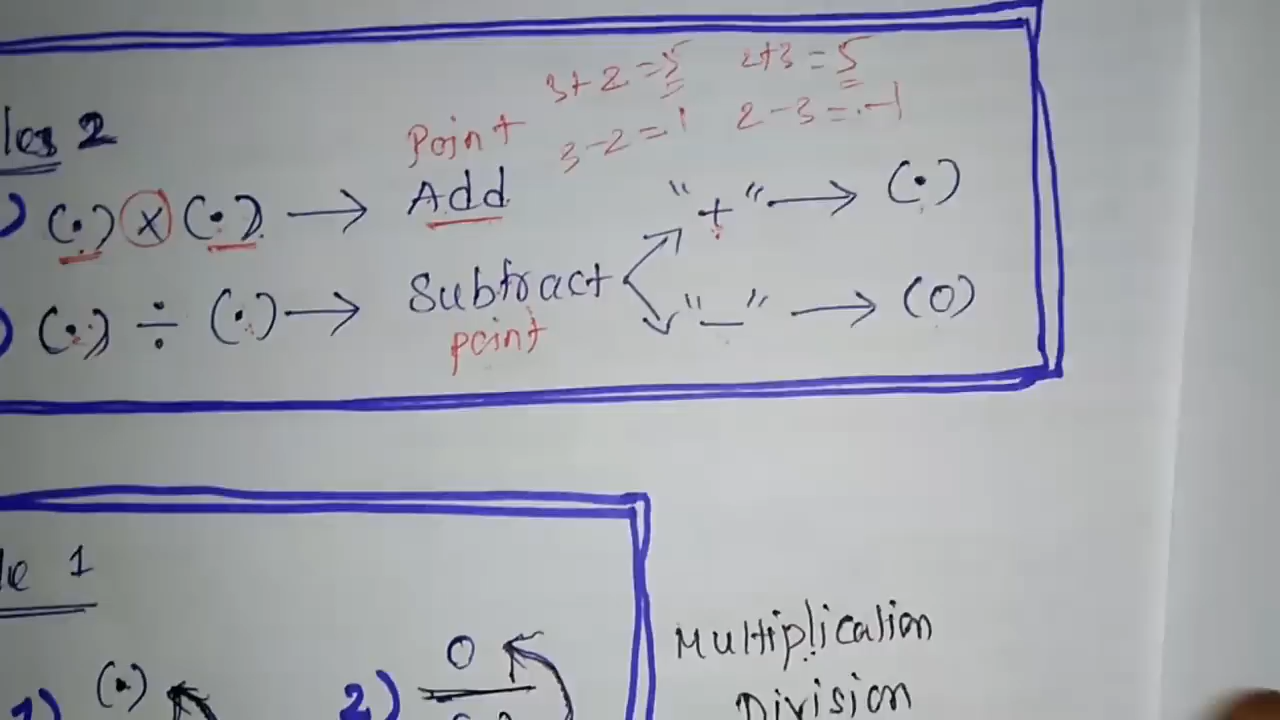 3+2=5 2+3=5
3-2=1 2-3=-1
les 2
Point
) (.) x (.) → Add "+" → (.)
) (.) ÷ (.) → Subtract "-" → (0)
point
le 1
Multiplication
Division
1) (.)
2) 0